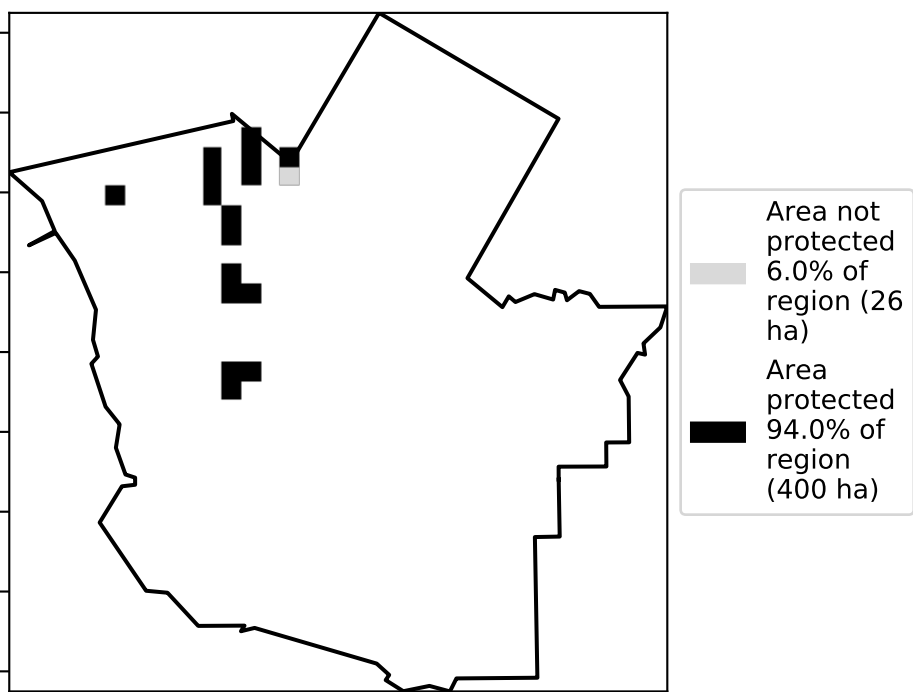 Area not
protected
6.0% of
region (26
ha)
Area
protected
94.0% of
region
(400 ha)